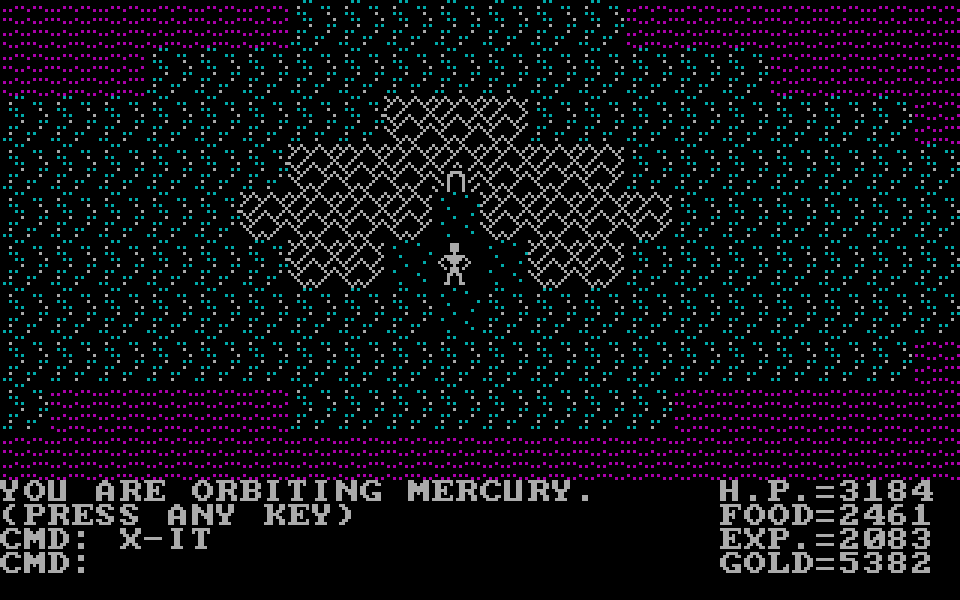 YOU ARE ORBITING MERCURY. H.P.=3184
(PRESS ANY KEY) FOOD=2461
CMD: X-IT EXP.=2083
CMD: GOLD=5382